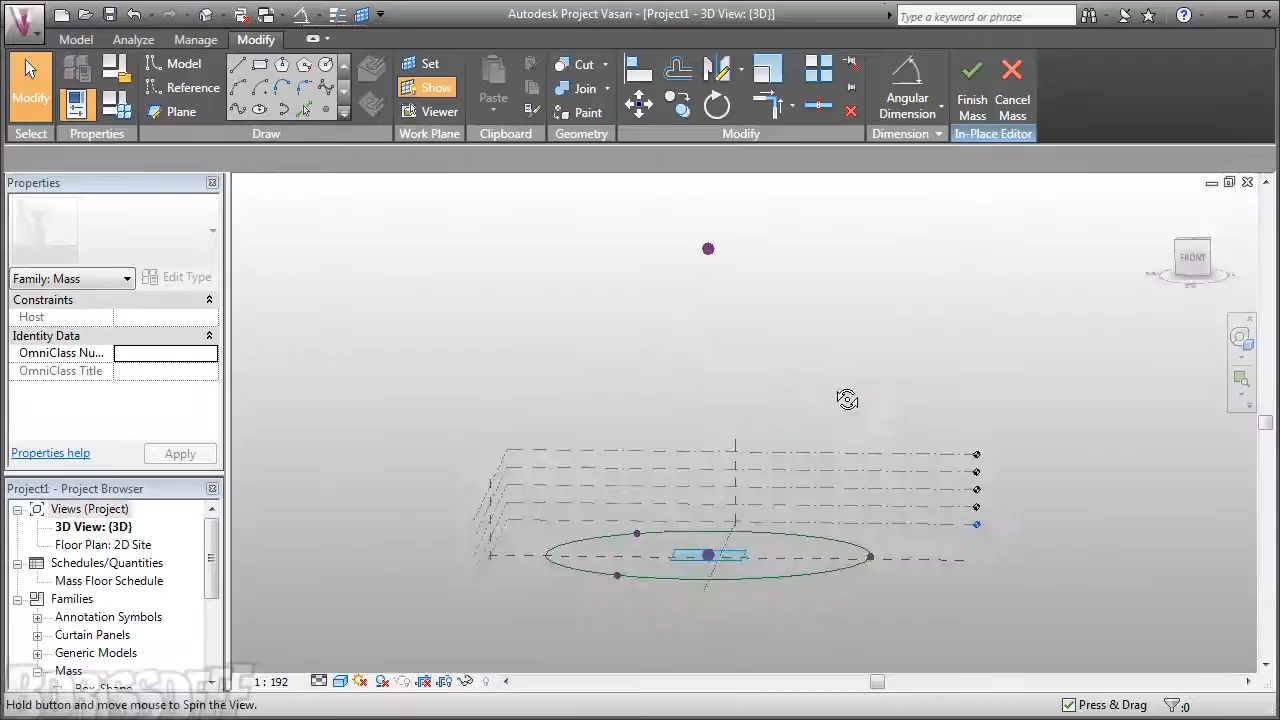 Autodesk Project Vasari - [Project1 - 3D View: {3D}]
Type a keyword or phrase
Model
Analyze
Manage
Modify
Modify
Select
Properties
Model
Reference
Plane
Draw
Set
Show
Viewer
Work Plane
Paste
Clipboard
Cut
Join
Paint
Geometry
Modify
Angular
Dimension
Dimension
Finish
Mass
Cancel
Mass
In-Place Editor
Properties
Family: Mass
Edit Type
Constraints
Host
Identity Data
OmniClass Nu...
OmniClass Title
Properties help
Apply
Project1 - Project Browser
Views (Project)
3D View: {3D}
Floor Plan: 2D Site
Schedules/Quantities
Mass Floor Schedule
Families
Annotation Symbols
Curtain Panels
Generic Models
Mass
Box-Shape
FRONT
1 : 192
Hold button and move mouse to Spin the View.
Press & Drag
:0